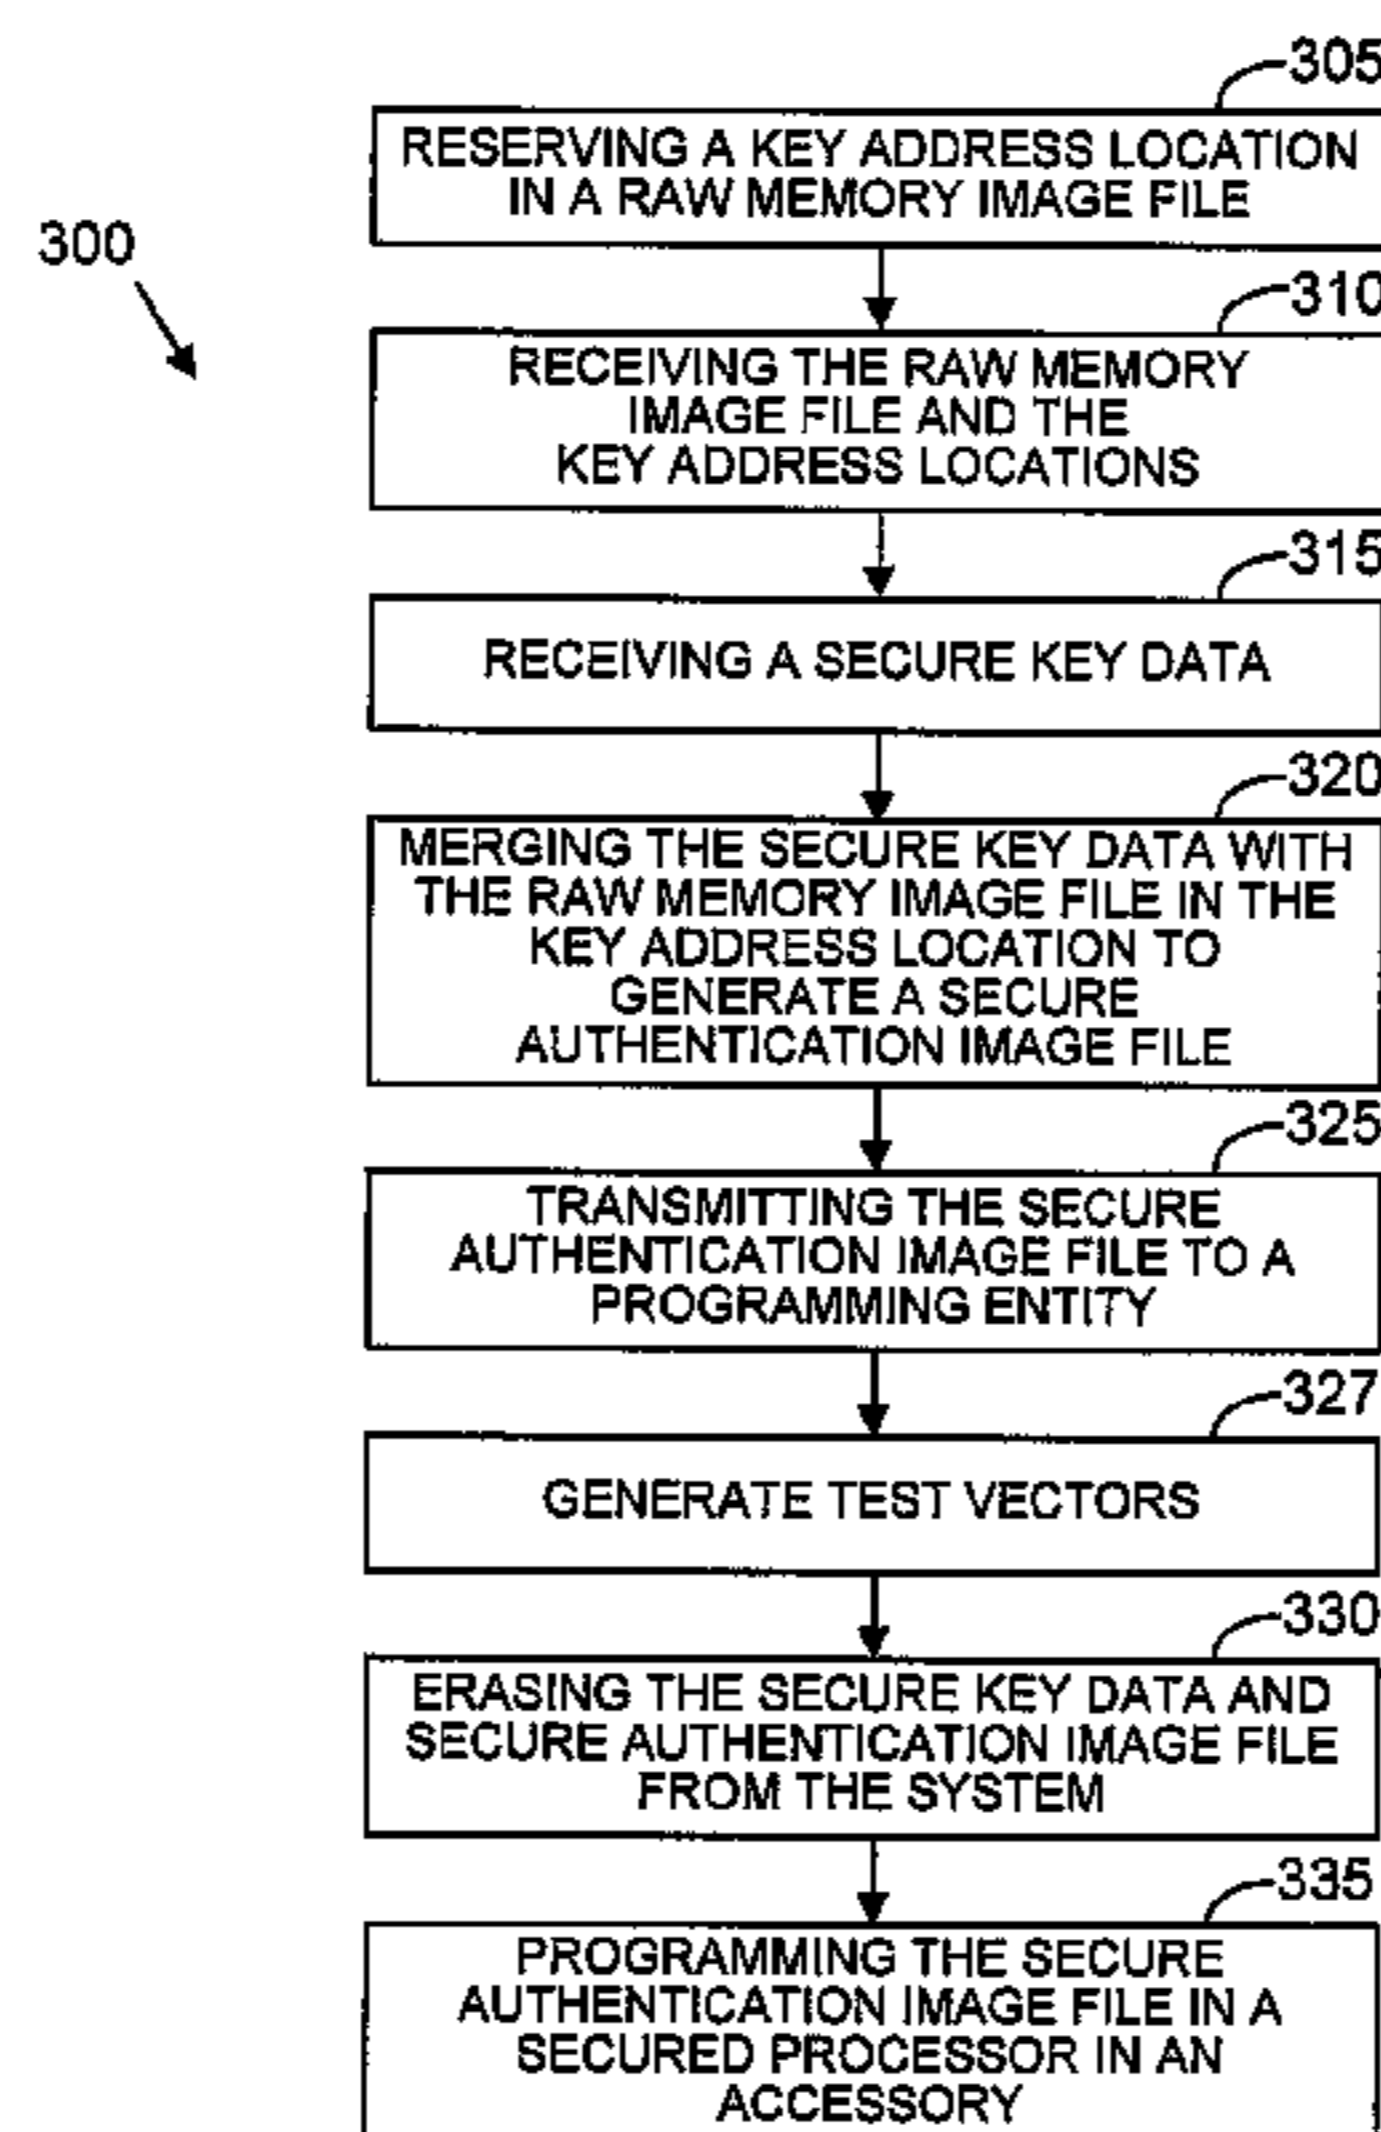 305
RESERVING A KEY ADDRESS LOCATION
IN A RAW MEMORY IMAGE FILE
300
310
RECEIVING THE RAW MEMORY
IMAGE FILE AND THE
KEY ADDRESS LOCATIONS
315
RECEIVING A SECURE KEY DATA
320
MERGING THE SECURE KEY DATA WITH
THE RAW MEMORY IMAGE FILE IN THE
KEY ADDRESS LOCATION TO
GENERATE A SECURE
AUTHENTICATION IMAGE FILE
325
TRANSMITTING THE SECURE
AUTHENTICATION IMAGE FILE TO A
PROGRAMMING ENTITY
327
GENERATE TEST VECTORS
330
ERASING THE SECURE KEY DATA AND
SECURE AUTHENTICATION IMAGE FILE
FROM THE SYSTEM
335
PROGRAMMING THE SECURE
AUTHENTICATION IMAGE FILE IN A
SECURED PROCESSOR IN AN
ACCESSORY